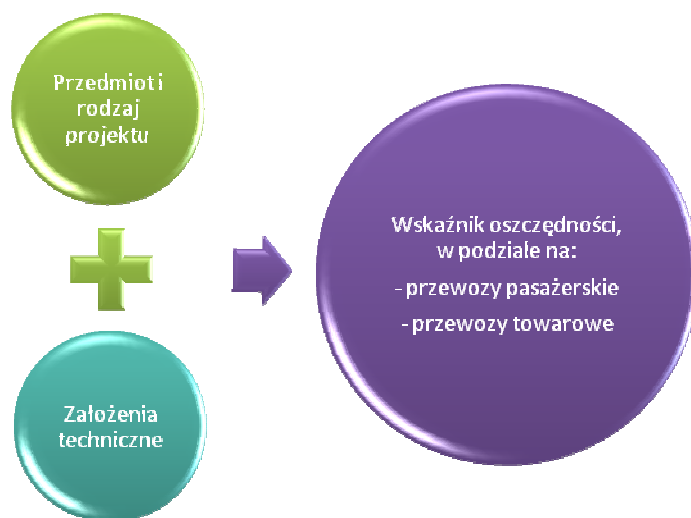 Przedmiot i
rodzaj
projektu
Założenia
techniczne
Wskaźnik oszczędności,
w podziale na:
- przewozy pasażerskie
- przewozy towarowe